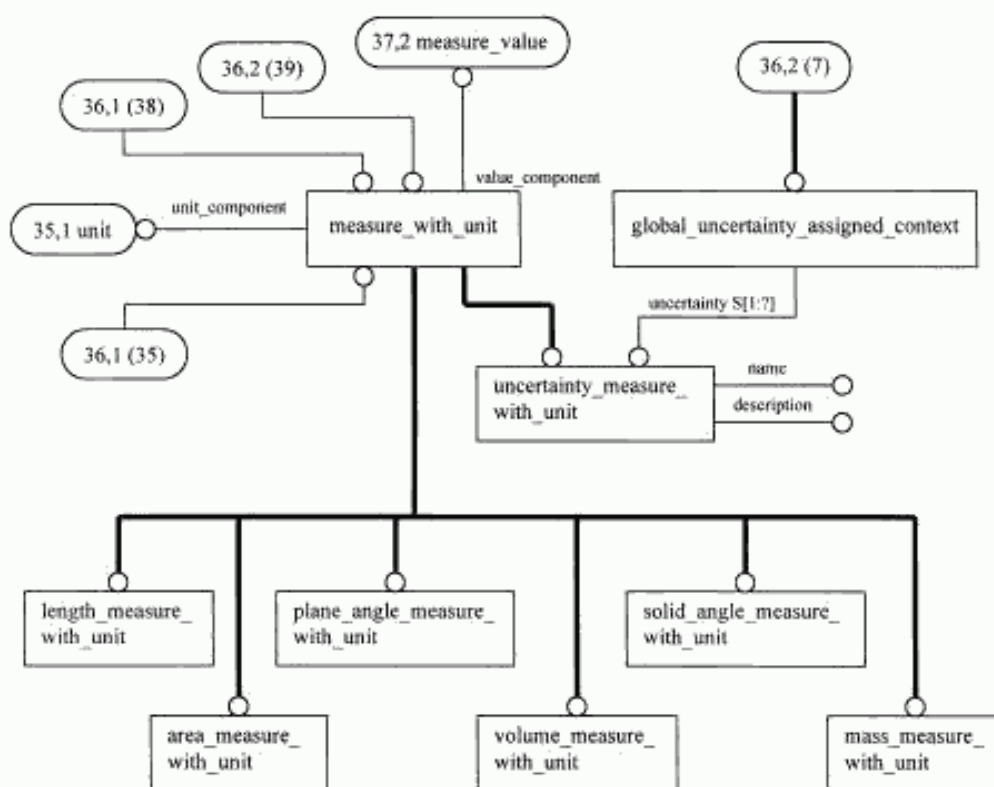 37,2 measure_value
36,2 (39)
36,2 (7)
36,1 (38)
value_component
unit_component
35,1 unit
measure_with_unit
global_uncertainty_assigned_context
uncertainty S[1:?]
36,1 (35)
uncertainty_measure_
with_unit
name
description
length_measure_
with_unit
plane_angle_measure_
with_unit
solid_angle_measure_
with_unit
area_measure_
with_unit
volume_measure_
with_unit
mass_measure_
with_unit